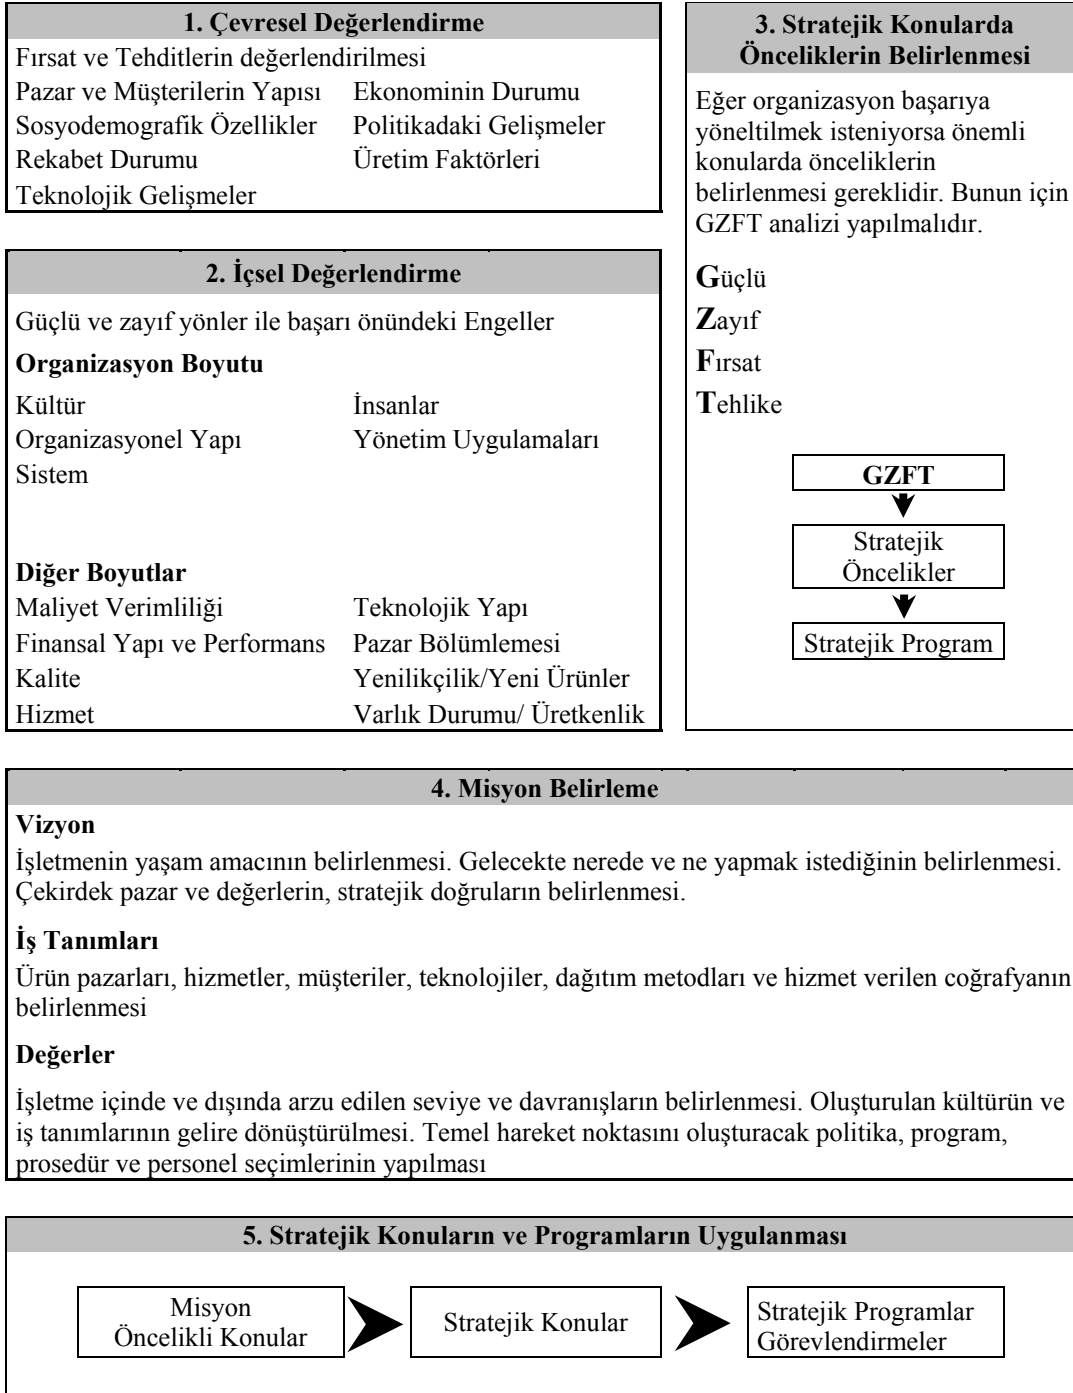 1. Çevresel Değerlendirme
Fırsat ve Tehditlerin değerlendirilmesi
Pazar ve Müşterilerin Yapısı Ekonominin Durumu
Sosyodemografik Özellikler Politikadaki Gelişmeler
Rekabet Durumu Üretim Faktörleri
Teknolojik Gelişmeler
2. İçsel Değerlendirme
Güçlü ve zayıf yönler ile başarı önündeki Engeller
Organizasyon Boyutu
Kültür İnsanlar
Organizasyonel Yapı Yönetim Uygulamaları
Sistem
Diğer Boyutlar
Maliyet Verimliliği Teknolojik Yapı
Finansal Yapı ve Performans Pazar Bölümlemesi
Kalite Yenilikçilik/Yeni Ürünler
Hizmet Varlık Durumu/ Üretkenlik
3. Stratejik Konularda
Önceliklerin Belirlenmesi
Eğer organizasyon başarıya
yöneltilmek isteniyorsa önemli
konularda önceliklerin
belirlenmesi gereklidir. Bunun için
GZFT analizi yapılmalıdır.
Güçlü
Zayıf
Fırsat
Tehlike
GZFT
Stratejik
Öncelikler
Stratejik Program
4. Misyon Belirleme
Vizyon
İşletmenin yaşam amacının belirlenmesi. Gelecekte nerede ve ne yapmak istediğinin belirlenmesi.
Çekirdek pazar ve değerlerin, stratejik doğruların belirlenmesi.
İş Tanımları
Ürün pazarları, hizmetler, müşteriler, teknolojiler, dağıtım metodları ve hizmet verilen coğrafyanın
belirlenmesi
Değerler
İşletme içinde ve dışında arzu edilen seviye ve davranışların belirlenmesi. Oluşturulan kültürün ve
iş tanımlarının gelire dönüştürülmesi. Temel hareket noktasını oluşturacak politika, program,
prosedür ve personel seçimlerinin yapılması
5. Stratejik Konuların ve Programların Uygulanması
Misyon
Öncelikli Konular
Stratejik Konular
Stratejik Programlar
Görevlendirmeler